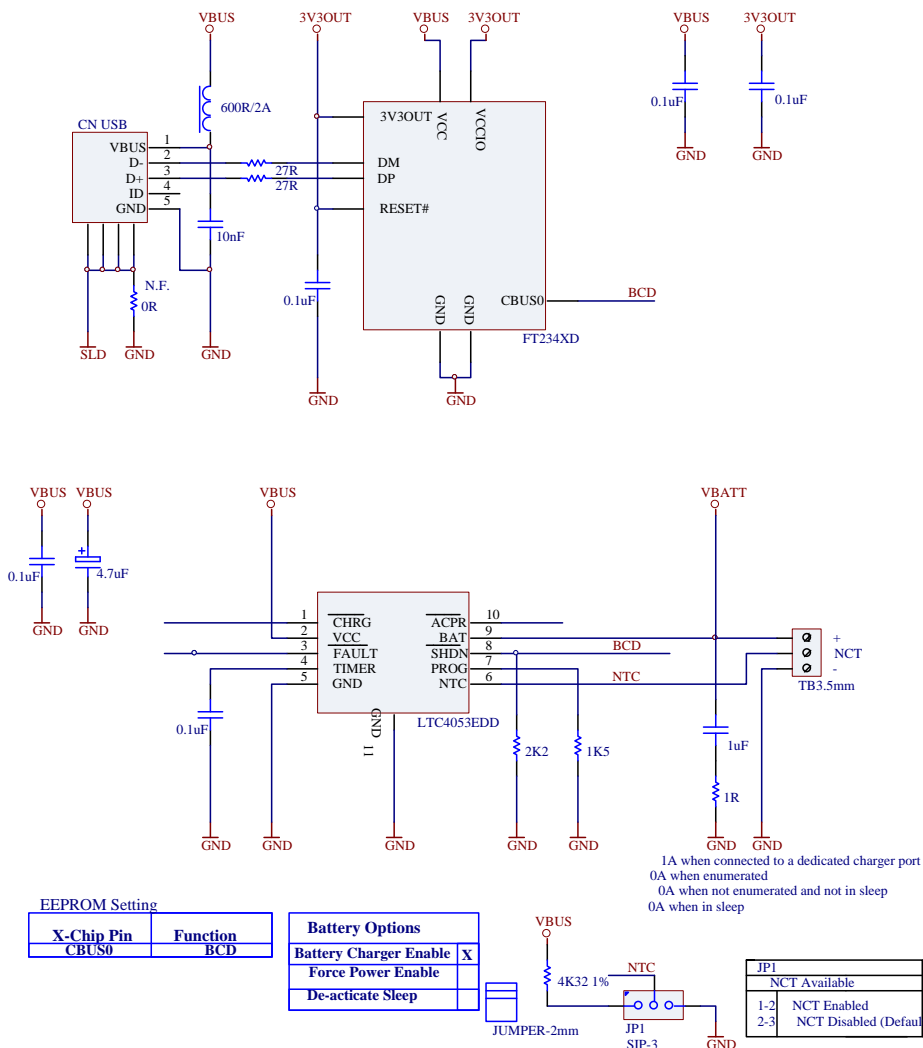 VBUS
3V3OUT
VBUS
3V3OUT
VBUS
3V3OUT
600R/2A
0.1uF
0.1uF
CN USB
3V3OUT
VCC
VCCIO
VBUS 1
D- 2
D+ 3
ID 4
GND 5
27R
27R
DM
DP
RESET#
GND
GND
10nF
N.F.
0R
0.1uF
GND
GND
CBUS0
BCD
FT234XD
SLD
GND
GND
GND
GND
VBUS
VBUS
VBUS
VBATT
0.1uF
+
4.7uF
GND
GND
1 CHRG
2 VCC
3 FAULT
4 TIMER
5 GND
ACPR 10
BAT 9
SHDN 8
PROG 7
NTC 6
BCD
NTC
+
NCT
-
TB3.5mm
GND
11
LTC4053EDD
0.1uF
2K2
1K5
1uF
1R
GND
GND
GND
GND
GND
GND
GND
1A when connected to a dedicated charger port
0A when enumerated
0A when not enumerated and not in sleep
0A when in sleep
EEPROM Setting
X-Chip Pin Function
CBUS0 BCD
Battery Options
Battery Charger Enable X
Force Power Enable
De-acticate Sleep
JUMPER-2mm
VBUS
4K32 1%
NTC
JP1
SIP-3
GND
JP1
NCT Available
1-2 NCT Enabled
2-3 NCT Disabled (Defaul